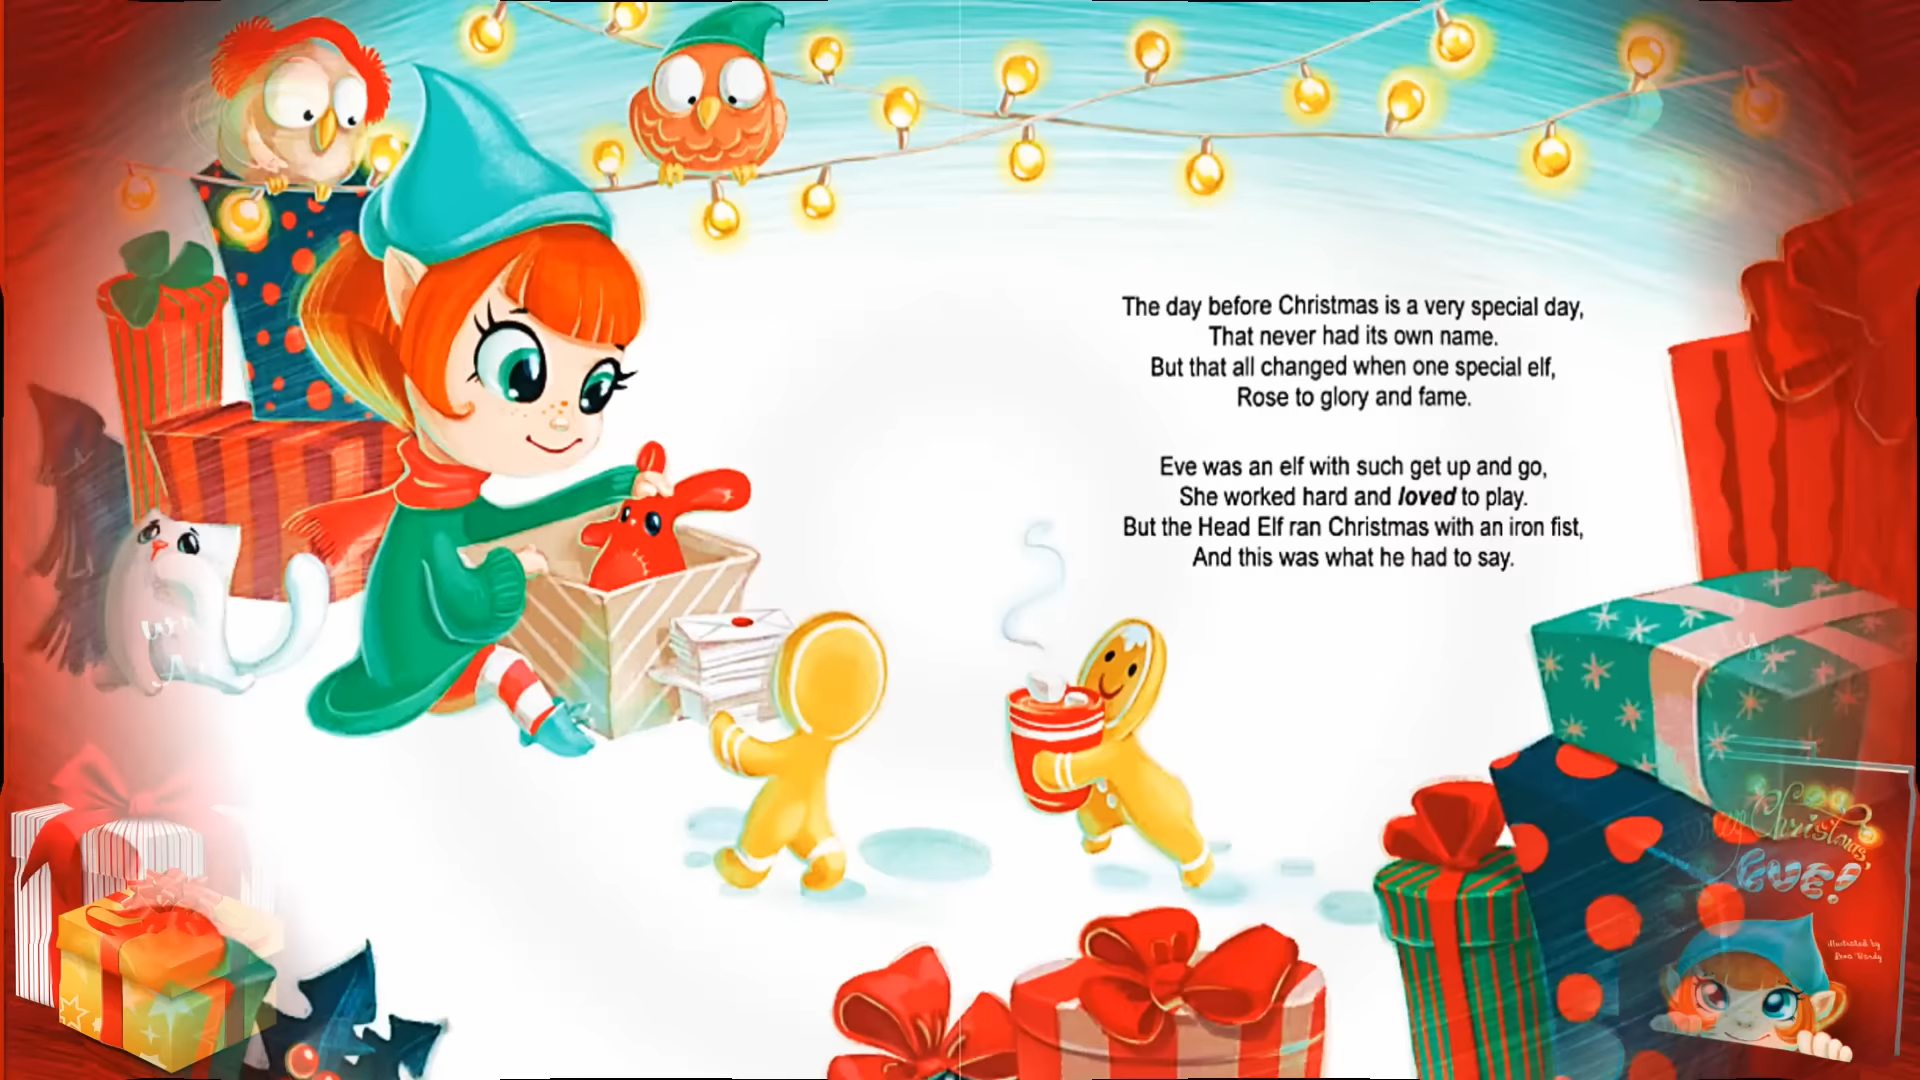 The day before Christmas is a very special day,
That never had its own name.
But that all changed when one special elf,
Rose to glory and fame.
Eve was an elf with such get up and go,
She worked hard and loved to play.
But the Head Elf ran Christmas with an iron fist,
And this was what he had to say.
Christmas
EVE!
illustrated by